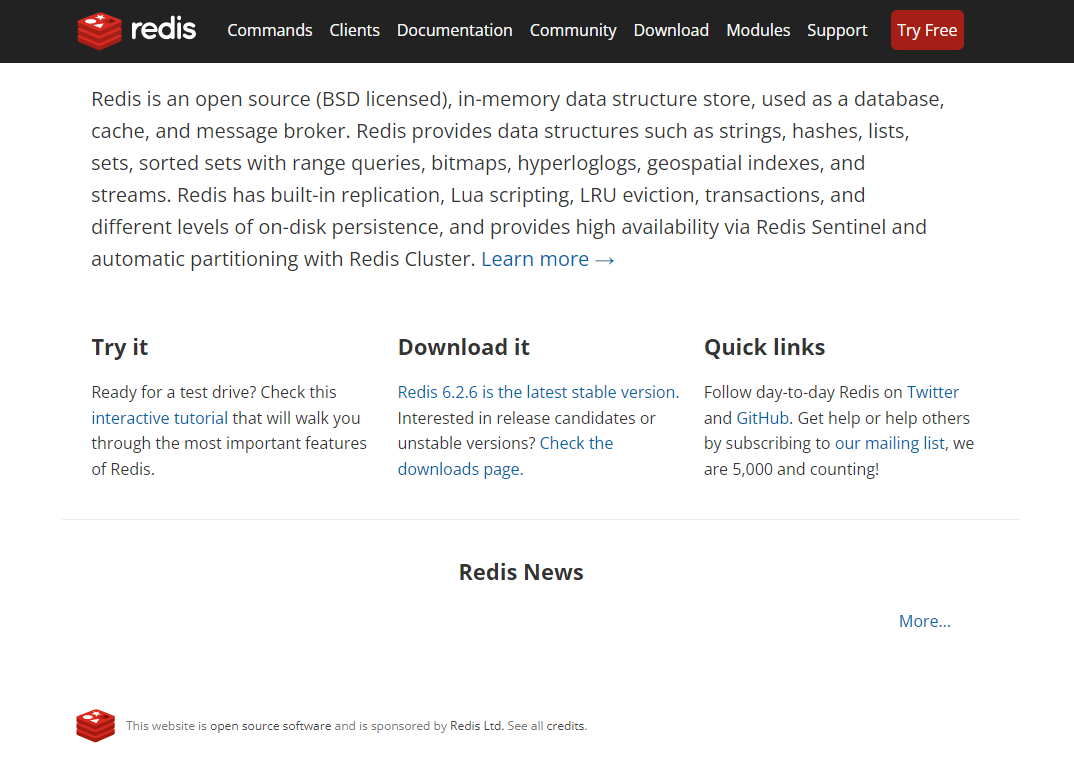 redis Commands Clients Documentation Community Download Modules Support Try Free
Redis is an open source (BSD licensed), in-memory data structure store, used as a database,
cache, and message broker. Redis provides data structures such as strings, hashes, lists,
sets, sorted sets with range queries, bitmaps, hyperloglogs, geospatial indexes, and
streams. Redis has built-in replication, Lua scripting, LRU eviction, transactions, and
different levels of on-disk persistence, and provides high availability via Redis Sentinel and
automatic partitioning with Redis Cluster. Learn more →
Try it
Ready for a test drive? Check this
interactive tutorial that will walk you
through the most important features
of Redis.
Download it
Redis 6.2.6 is the latest stable version.
Interested in release candidates or
unstable versions? Check the
downloads page.
Quick links
Follow day-to-day Redis on Twitter
and GitHub. Get help or help others
by subscribing to our mailing list, we
are 5,000 and counting!
Redis News
More...
This website is open source software and is sponsored by Redis Ltd. See all credits.